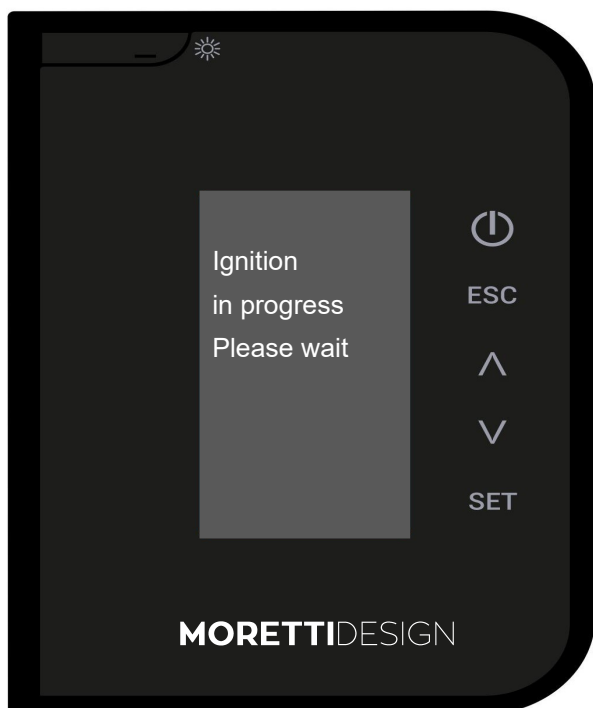 Ignition
in progress
Please wait
ESC
SET
MORETTIDESIGN